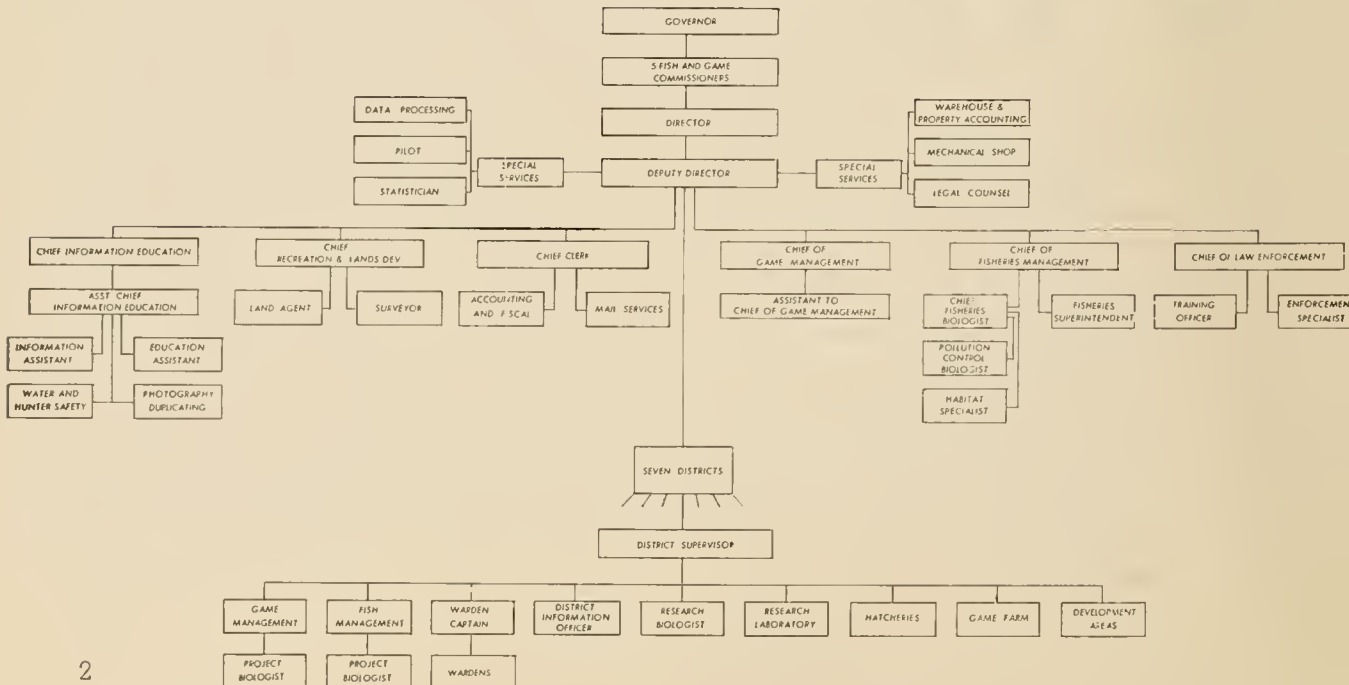 GOVERNOR
5 FISH AND GAME
COMMISSIONERS
DIRECTOR
DEPUTY DIRECTOR
DATA PROCESSING
PILOT
STATISTICIAN
SPECIAL
SERVICES
SPECIAL
SERVICES
WAREHOUSE &
PROPERTY ACCOUNTING
MECHANICAL SHOP
LEGAL COUNSEL
CHIEF INFORMATION EDUCATION
ASST CHIEF
INFORMATION EDUCATION
INFORMATION
ASSISTANT
EDUCATION
ASSISTANT
WATER AND
HUNTER SAFETY
PHOTOGRAPHY
DUPLICATING
CHIEF
RECREATION & LANDS DEV
LAND AGENT
SURVEYOR
CHIEF CLERK
ACCOUNTING
AND FISCAL
MAIL SERVICES
CHIEF OF
GAME MANAGEMENT
ASSISTANT TO
CHIEF OF GAME MANAGEMENT
CHIEF OF
FISHERIES MANAGEMENT
CHIEF
FISHERIES
BIOLOGIST
FISHERIES
SUPERINTENDENT
POLLUTION
CONTROL
BIOLOGIST
HABITAT
SPECIALIST
CHIEF OF LAW ENFORCEMENT
TRAINING
OFFICER
ENFORCEMENT
SPECIALIST
SEVEN DISTRICTS
DISTRICT SUPERVISOR
GAME
MANAGEMENT
FISH
MANAGEMENT
WARDEN
CAPTAIN
DISTRICT
INFORMATION
OFFICER
RESEARCH
BIOLOGIST
RESEARCH
LABORATORY
HATCHERIES
GAME FARM
DEVELOPMENT
AREAS
PROJECT
BIOLOGIST
PROJECT
BIOLOGIST
WARDENS
2